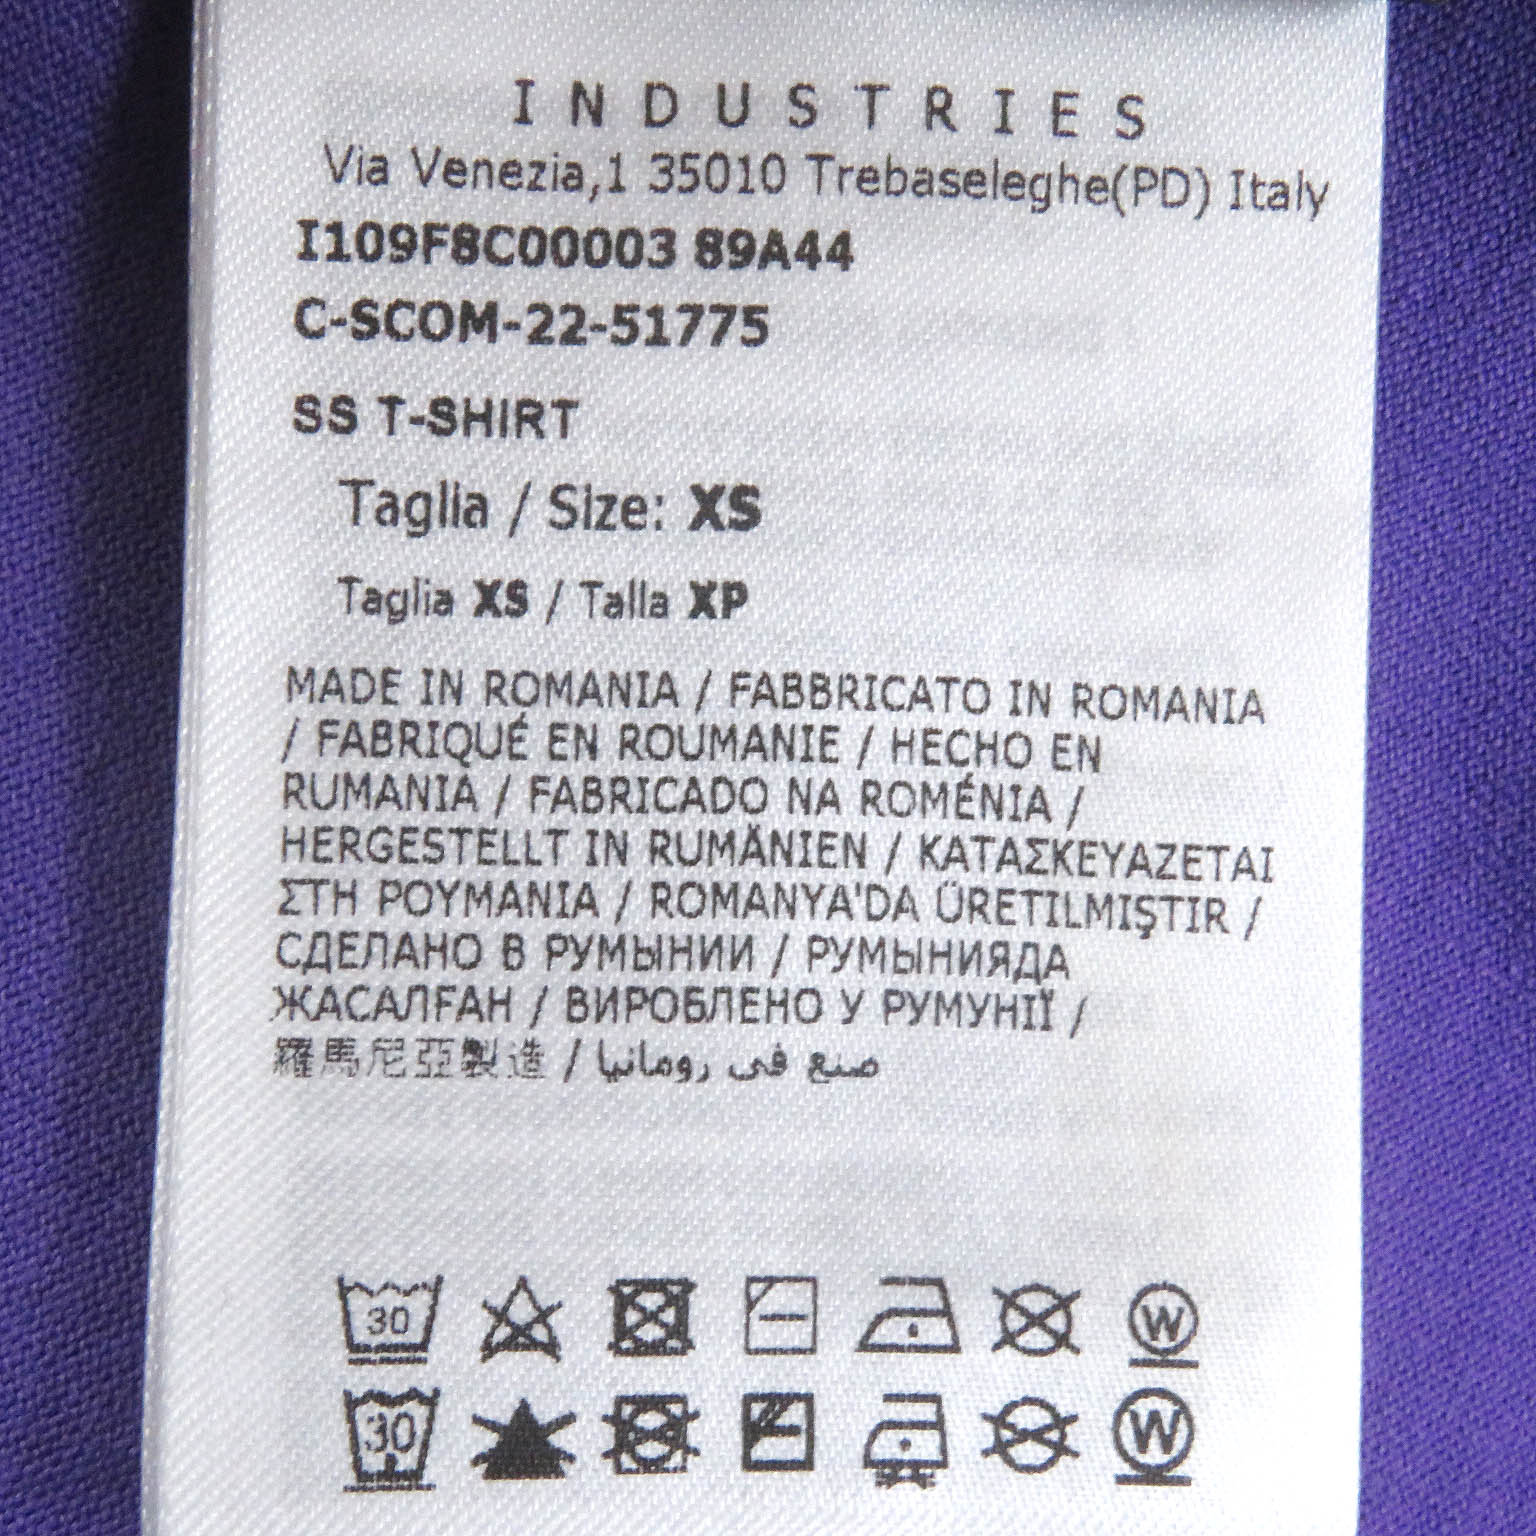 INDUSTRIES
Via Venezia,1 35010 Trebaseleghe(PD) Italy
I109F8C00003 89A44
C-SCOM-22-51775
SS T-SHIRT
Taglia / Size: XS
Taglia XS / Talla XP
MADE IN ROMANIA / FABBRICATO IN ROMANIA
/ FABRIQUÉ EN ROUMANIE / HECHO EN
RUMANIA / FABRICADO NA ROMÉNIA /
HERGESTELLT IN RUMÄNIEN / ΚΑΤΑΣΚΕΥΑΖΕΤΑΙ
ΣΤΗ ΡΟΥΜΑΝΙΑ / ROMANYA'DA ÜRETILMIŞTIR /
СДЕЛАНО В РУМЫНИИ / РУМЫНИЯДА
ЖАСАЛҒАН / ВИРОБЛЕНО У РУМУНІЇ /
羅馬尼亞製造 / صنع في رومانيا
30 W
30 W